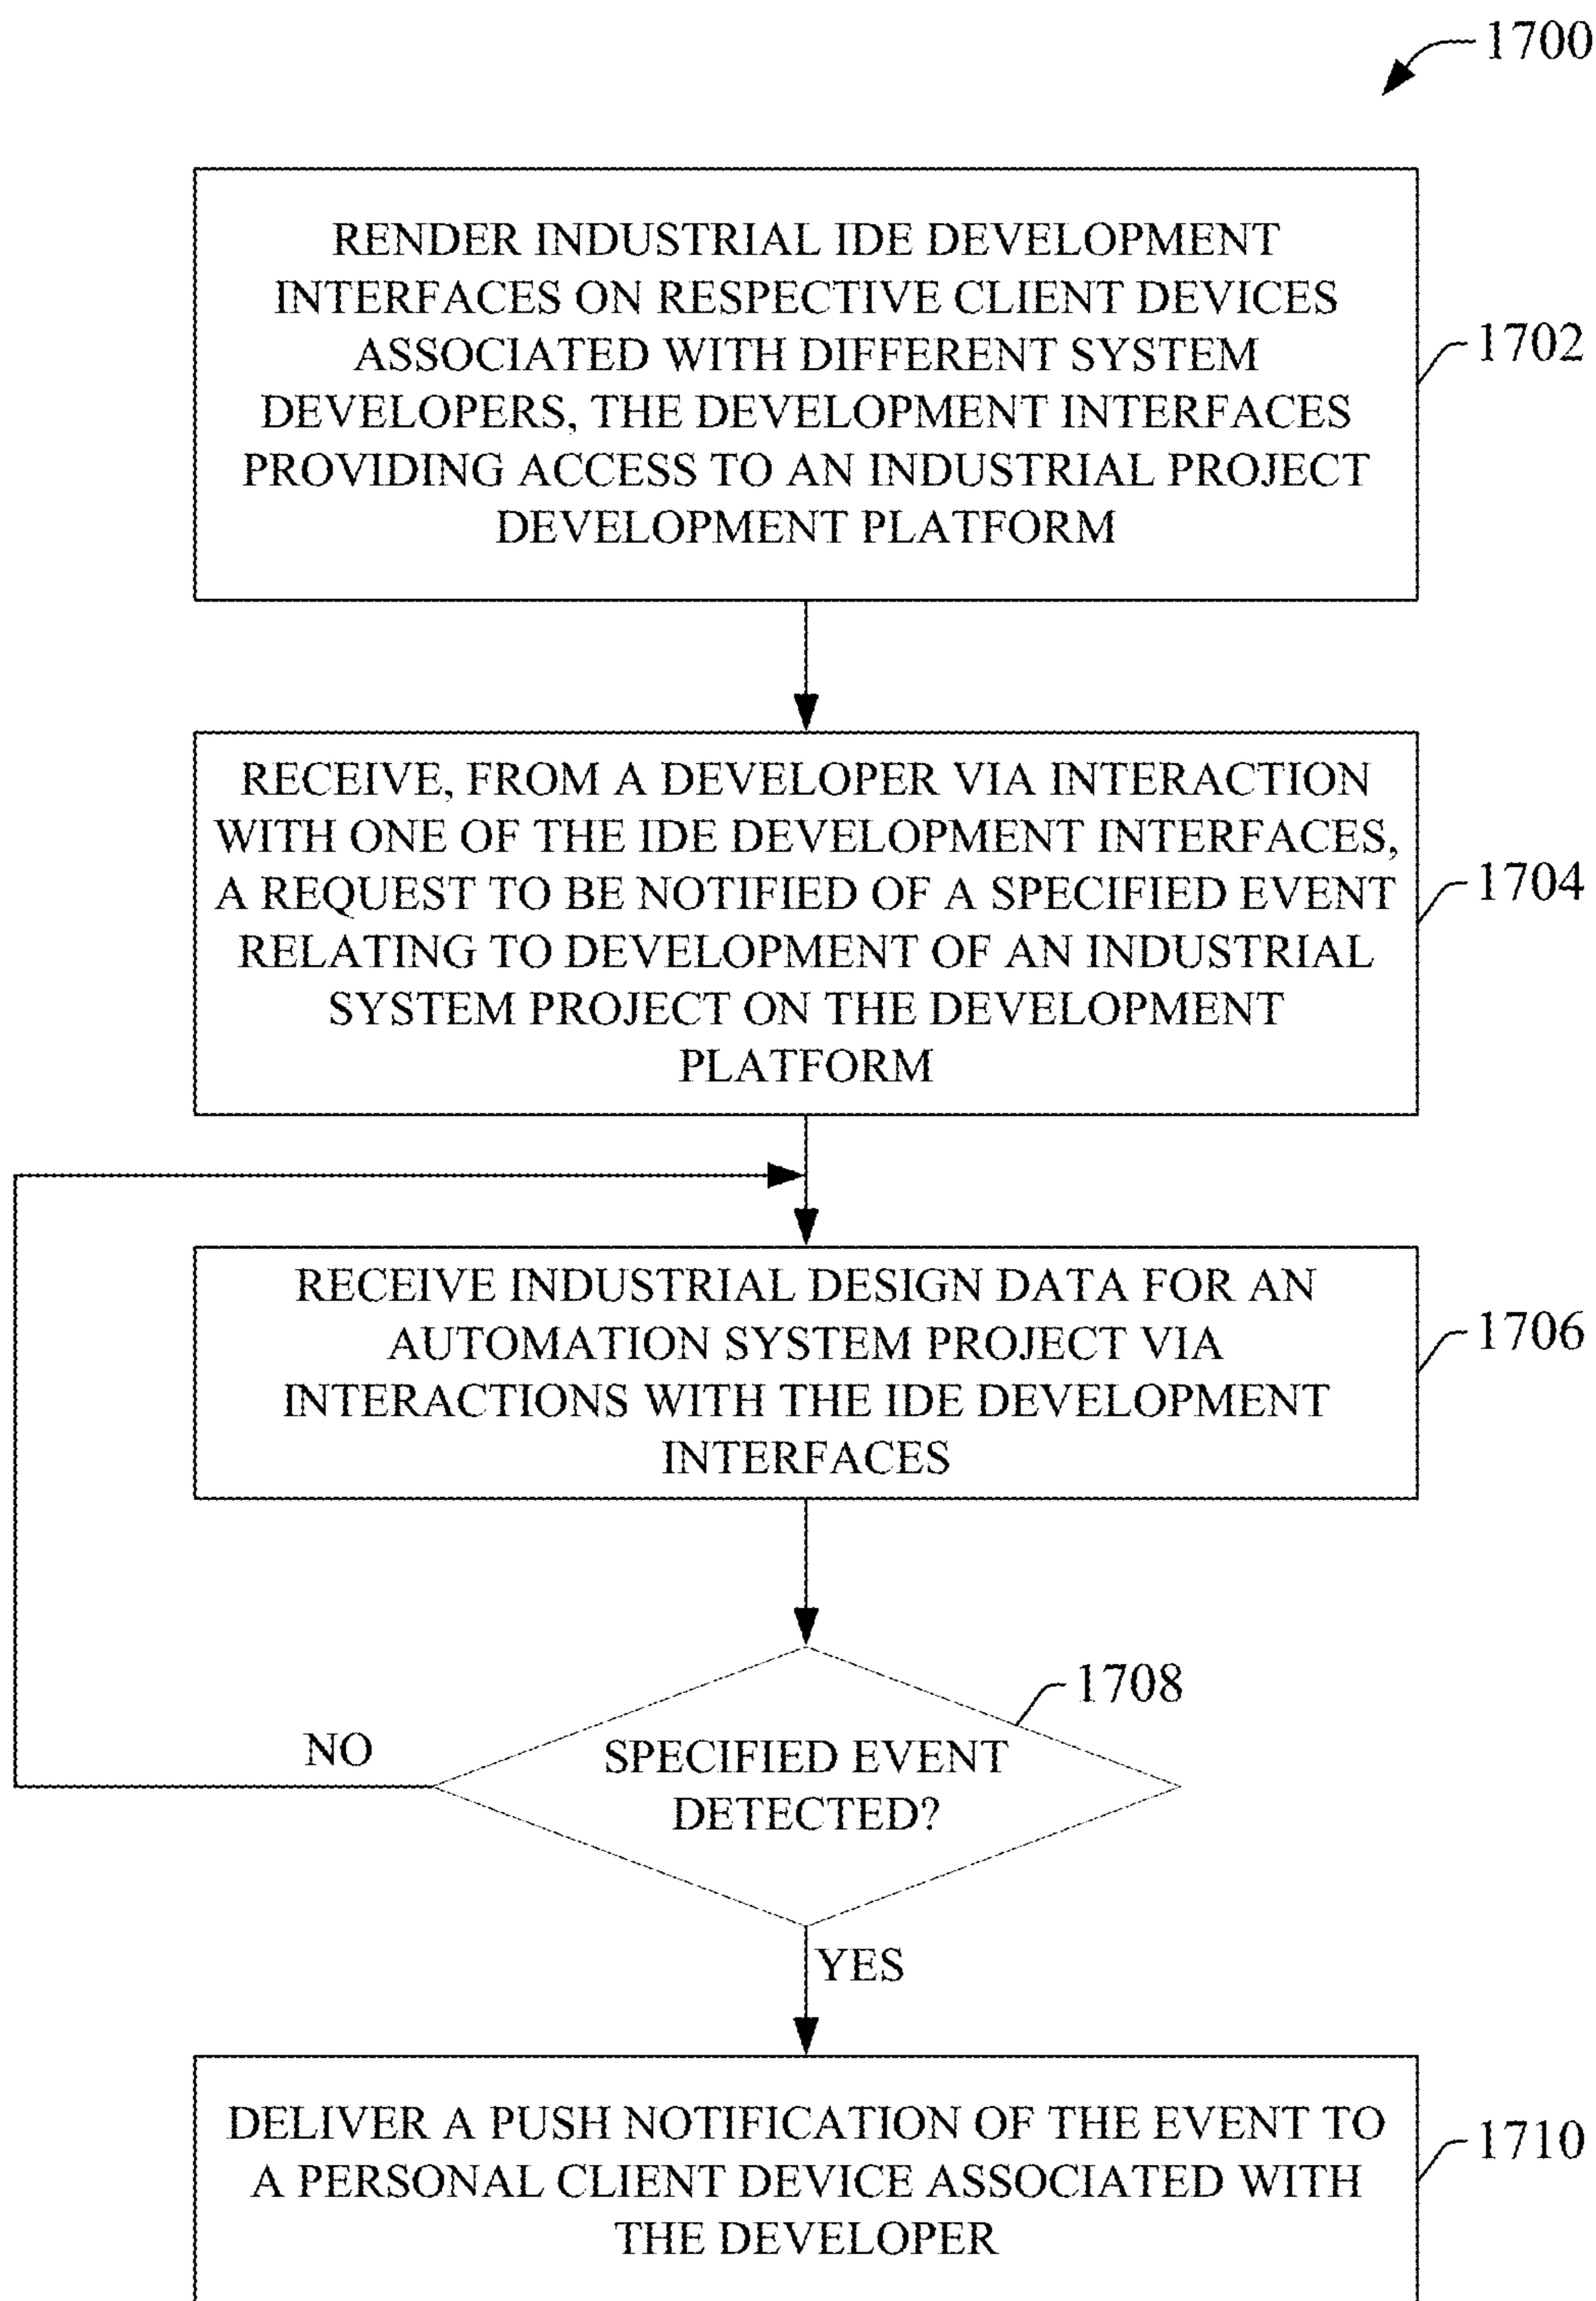 1700
RENDER INDUSTRIAL IDE DEVELOPMENT
INTERFACES ON RESPECTIVE CLIENT DEVICES
ASSOCIATED WITH DIFFERENT SYSTEM
DEVELOPERS, THE DEVELOPMENT INTERFACES
PROVIDING ACCESS TO AN INDUSTRIAL PROJECT
DEVELOPMENT PLATFORM
1702
RECEIVE, FROM A DEVELOPER VIA INTERACTION
WITH ONE OF THE IDE DEVELOPMENT INTERFACES,
A REQUEST TO BE NOTIFIED OF A SPECIFIED EVENT
RELATING TO DEVELOPMENT OF AN INDUSTRIAL
SYSTEM PROJECT ON THE DEVELOPMENT
PLATFORM
1704
RECEIVE INDUSTRIAL DESIGN DATA FOR AN
AUTOMATION SYSTEM PROJECT VIA
INTERACTIONS WITH THE IDE DEVELOPMENT
INTERFACES
1706
1708
NO
SPECIFIED EVENT
DETECTED?
YES
DELIVER A PUSH NOTIFICATION OF THE EVENT TO
A PERSONAL CLIENT DEVICE ASSOCIATED WITH
THE DEVELOPER
1710